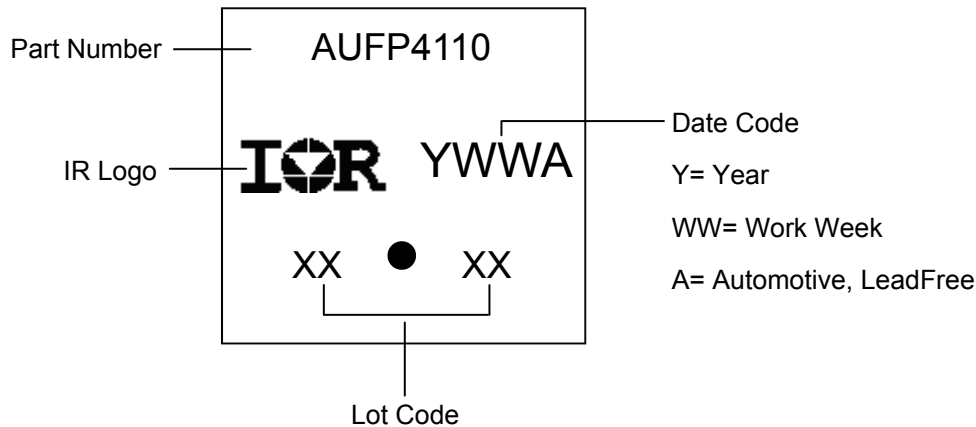 Part Number
AUFP4110
IR Logo
IOR
YWWA
Date Code
Y= Year
WW= Work Week
A= Automotive, LeadFree
XX
XX
Lot Code